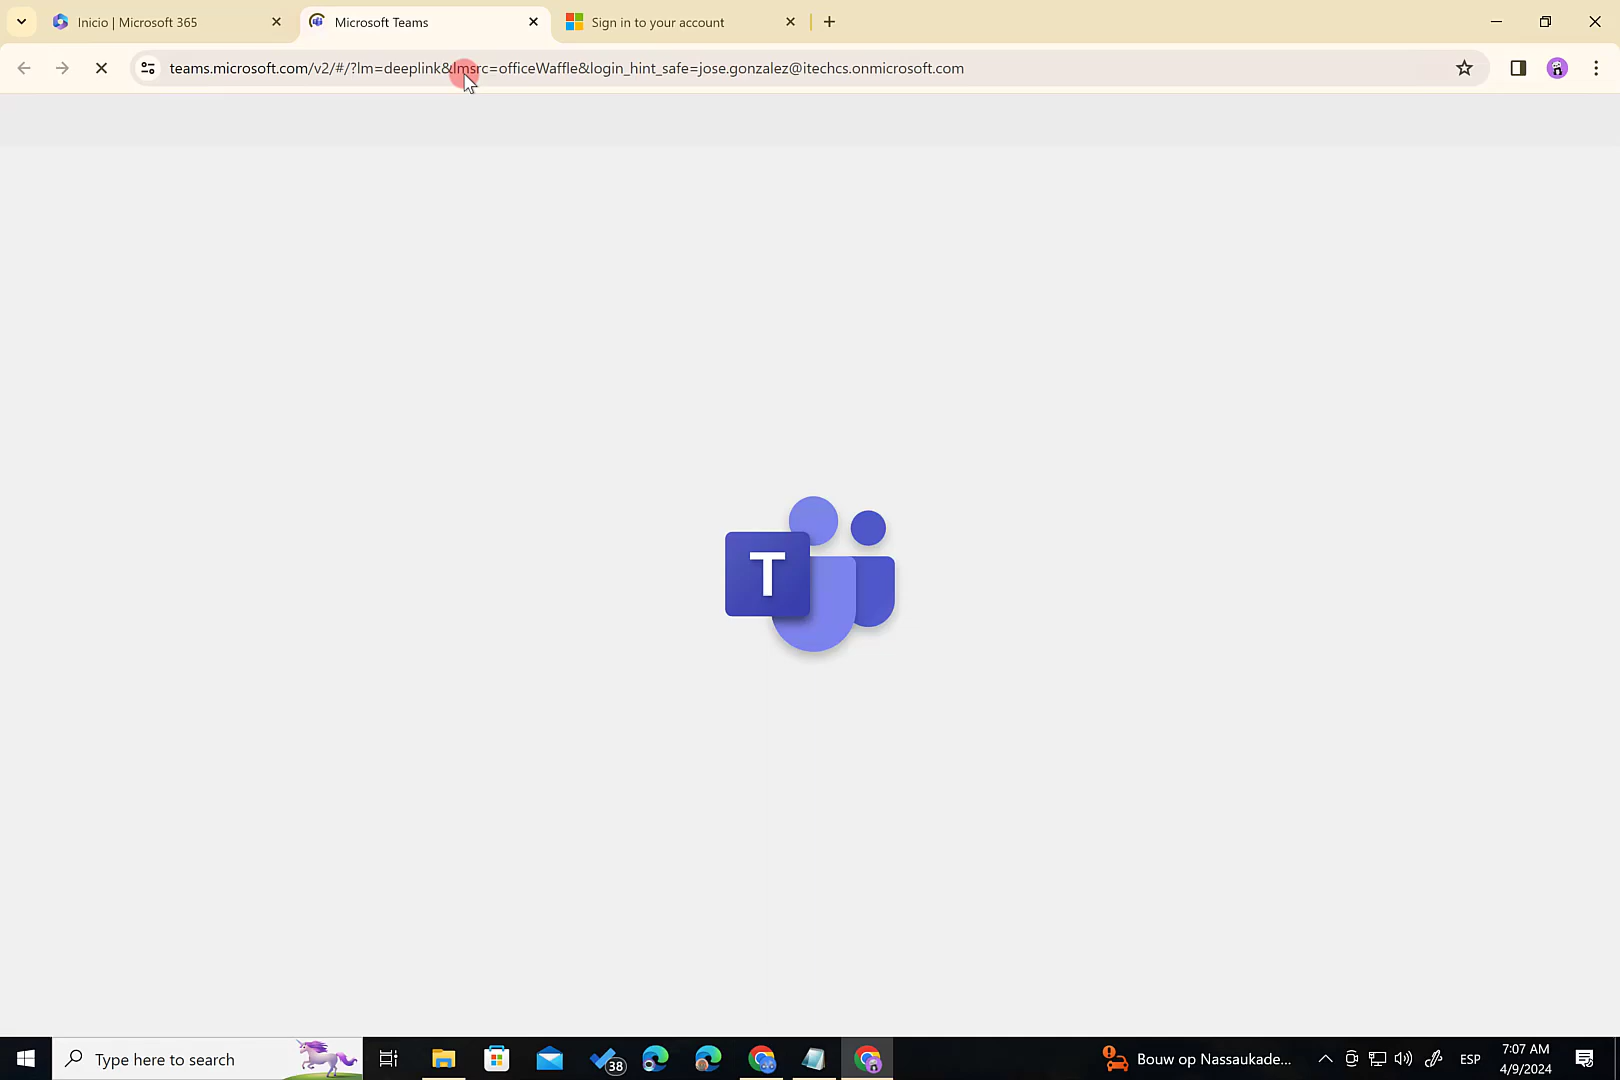 Inicio | Microsoft 365
Microsoft Teams
Sign in to your account
teams.microsoft.com/v2/#/?lm=deeplink&lmsrc=officeWaffle&login_hint_safe=jose.gonzalez@itechcs.onmicrosoft.com
T
Type here to search
38
Bouw op Nassaukade...
ESP
7:07 AM
4/9/2024